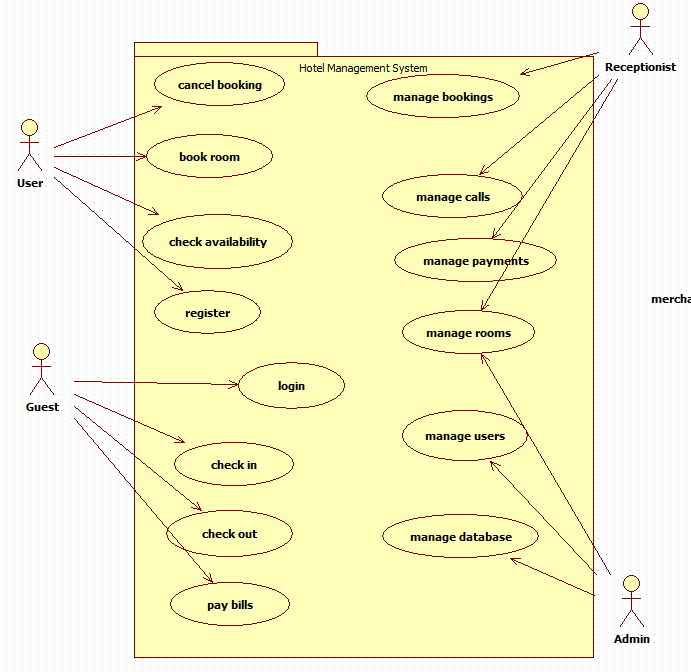 Hotel Management System
Receptionist
cancel booking
manage bookings
book room
User
manage calls
check availability
manage payments
mercha
register
manage rooms
login
Guest
manage users
check in
check out
manage database
pay bills
Admin